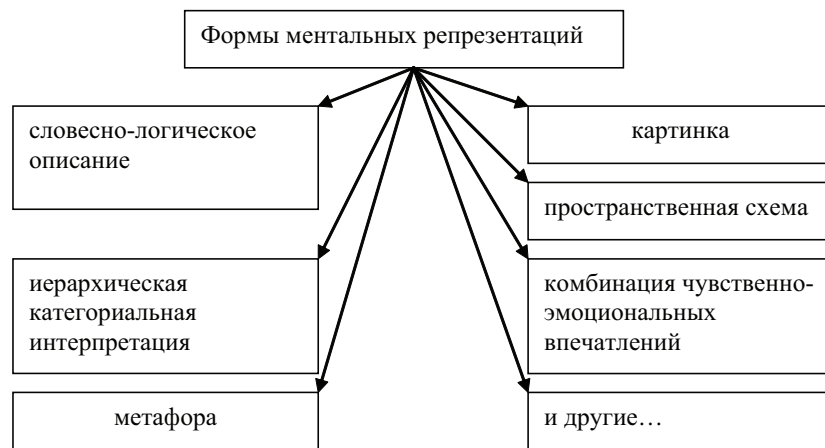 Формы ментальных репрезентаций
словесно-логическое
описание
иерархическая
категориальная
интерпретация
метафора
картинка
пространственная схема
комбинация чувственно-
эмоциональных
впечатлений
и другие…